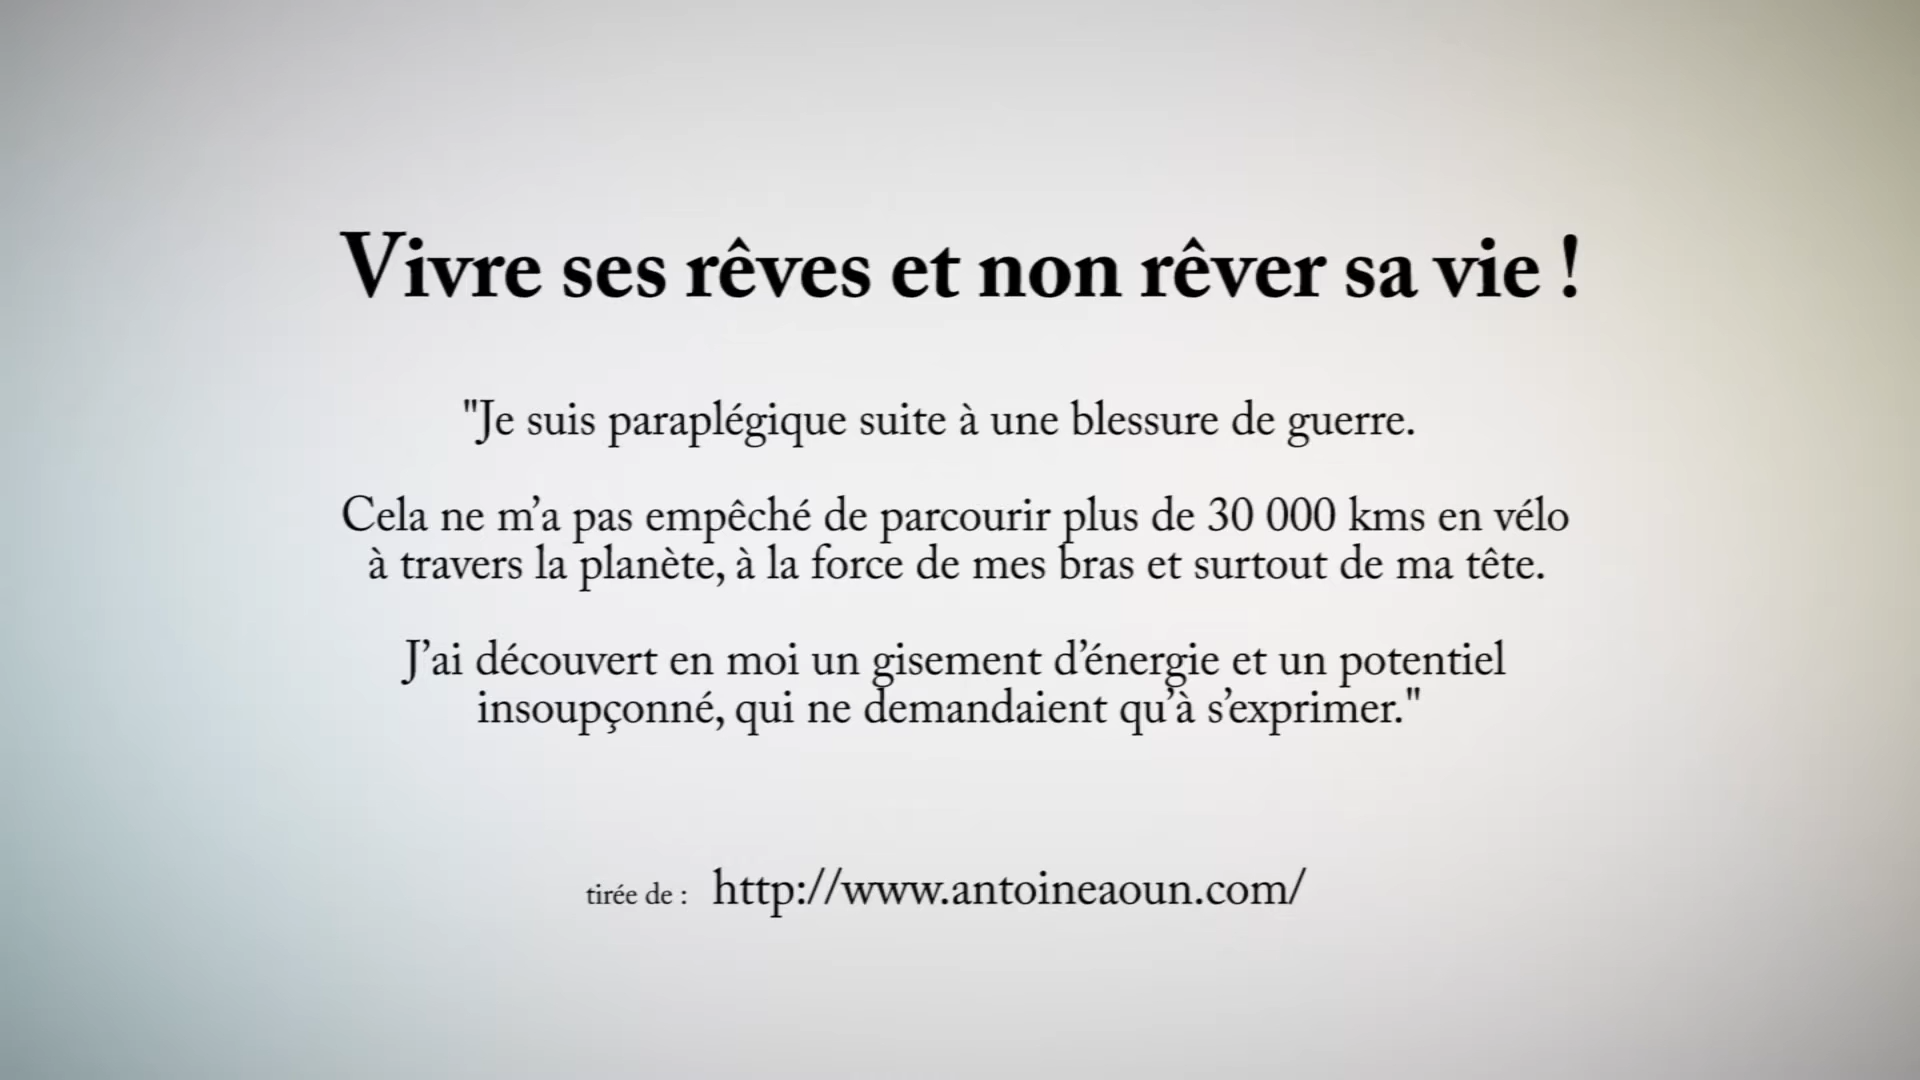 Vivre ses rêves et non rêver sa vie !
"Je suis paraplégique suite à une blessure de guerre.
Cela ne m’a pas empêché de parcourir plus de 30 000 kms en vélo
à travers la planète, à la force de mes bras et surtout de ma tête.
J’ai découvert en moi un gisement d’énergie et un potentiel
insoupçonné, qui ne demandaient qu’à s’exprimer."
tirée de : http://www.antoineaoun.com/